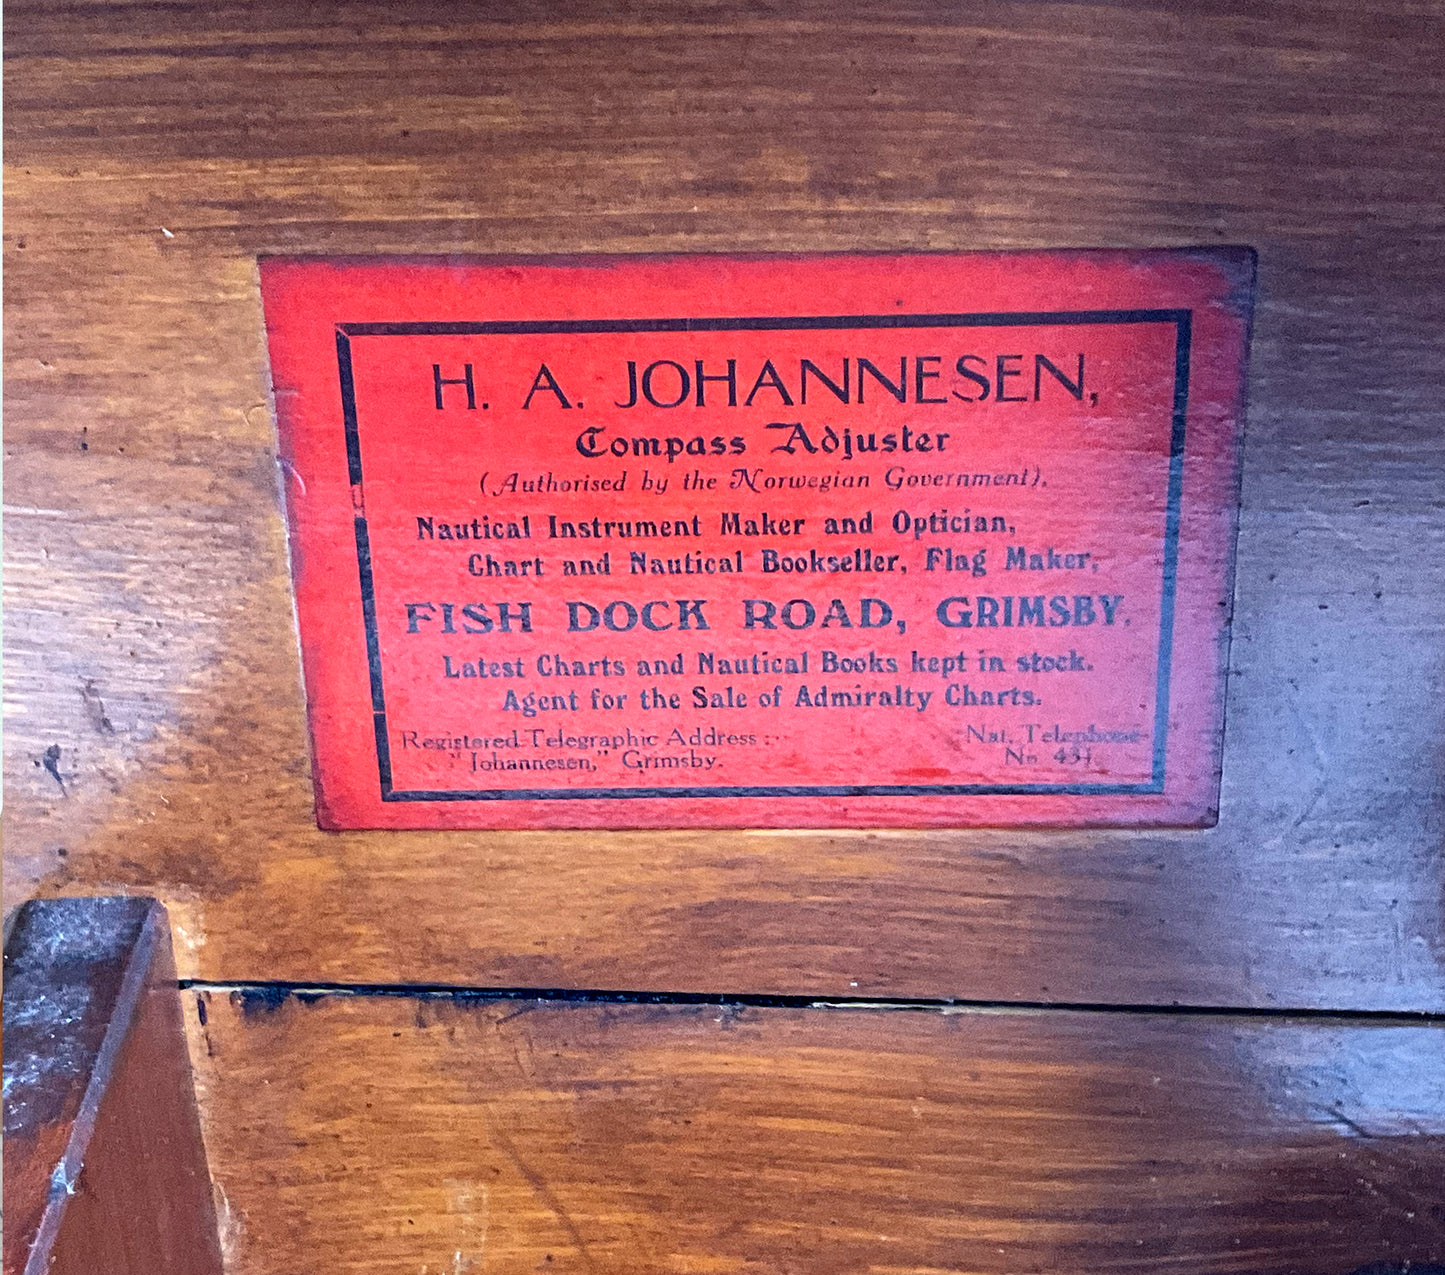 H. A. JOHANNESEN,
Compass Adjuster
(Authorised by the Norwegian Government),
Nautical Instrument Maker and Optician,
Chart and Nautical Bookseller, Flag Maker,
FISH DOCK ROAD, GRIMSBY.
Latest Charts and Nautical Books kept in stock.
Agent for the Sale of Admiralty Charts.
Registered Telegraphic Address:
"Johannesen," Grimsby.
Nat. Telephone
No